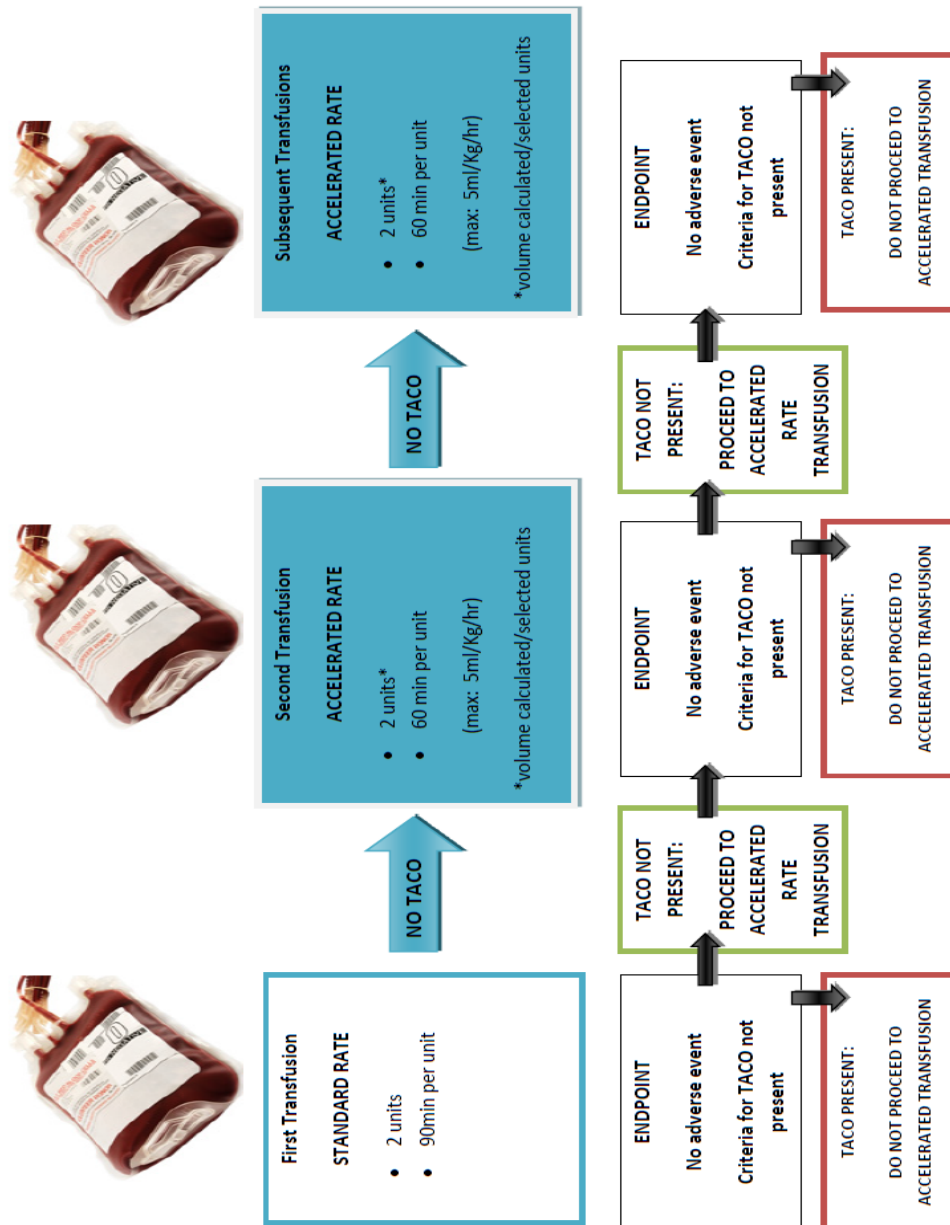 First Transfusion
STANDARD RATE
• 2 units
• 90min per unit
NO TACO
Second Transfusion
ACCELERATED RATE
• 2 units*
• 60 min per unit
(max: 5ml/Kg/hr)
*volume calculated/selected units
NO TACO
Subsequent Transfusions
ACCELERATED RATE
• 2 units*
• 60 min per unit
(max: 5ml/Kg/hr)
*volume calculated/selected units
ENDPOINT
No adverse event
Criteria for TACO not
present
TACO NOT
PRESENT:
PROCEED TO
ACCELERATED
RATE
TRANSFUSION
ENDPOINT
No adverse event
Criteria for TACO not
present
TACO NOT
PRESENT:
PROCEED TO
ACCELERATED
RATE
TRANSFUSION
ENDPOINT
No adverse event
Criteria for TACO not
present
TACO PRESENT:
DO NOT PROCEED TO
ACCELERATED TRANSFUSION
TACO PRESENT:
DO NOT PROCEED TO
ACCELERATED TRANSFUSION
TACO PRESENT:
DO NOT PROCEED TO
ACCELERATED TRANSFUSION